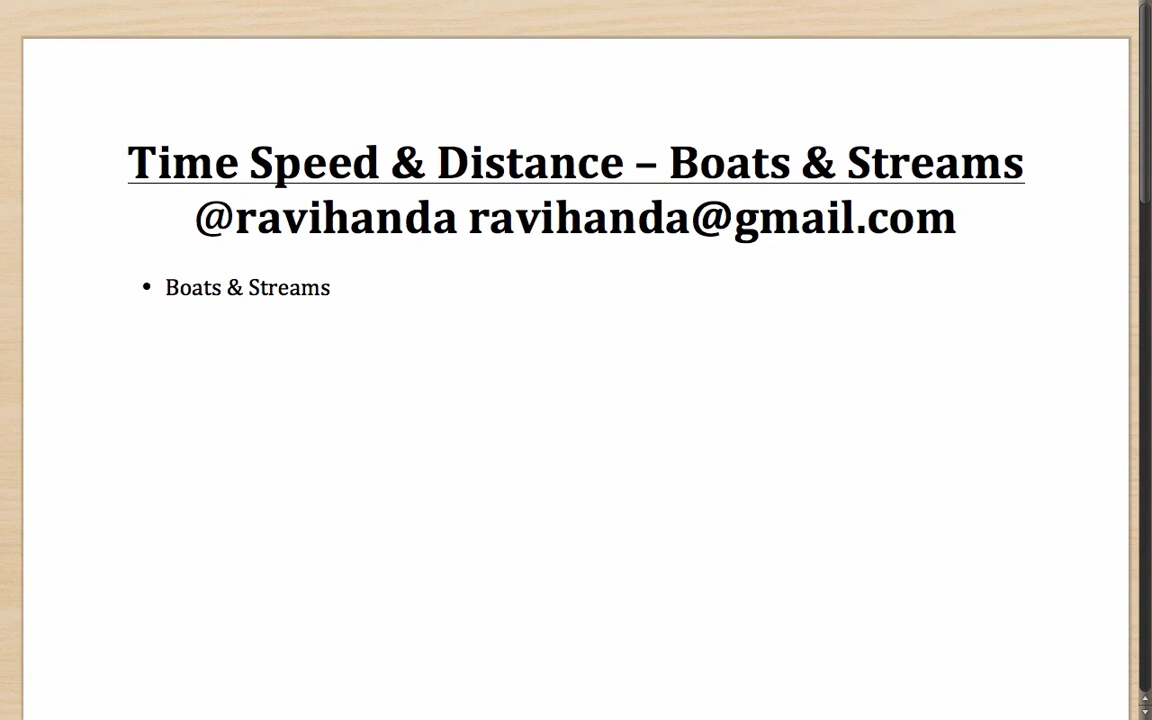 Time Speed & Distance – Boats & Streams
@ravihanda ravihanda@gmail.com
• Boats & Streams